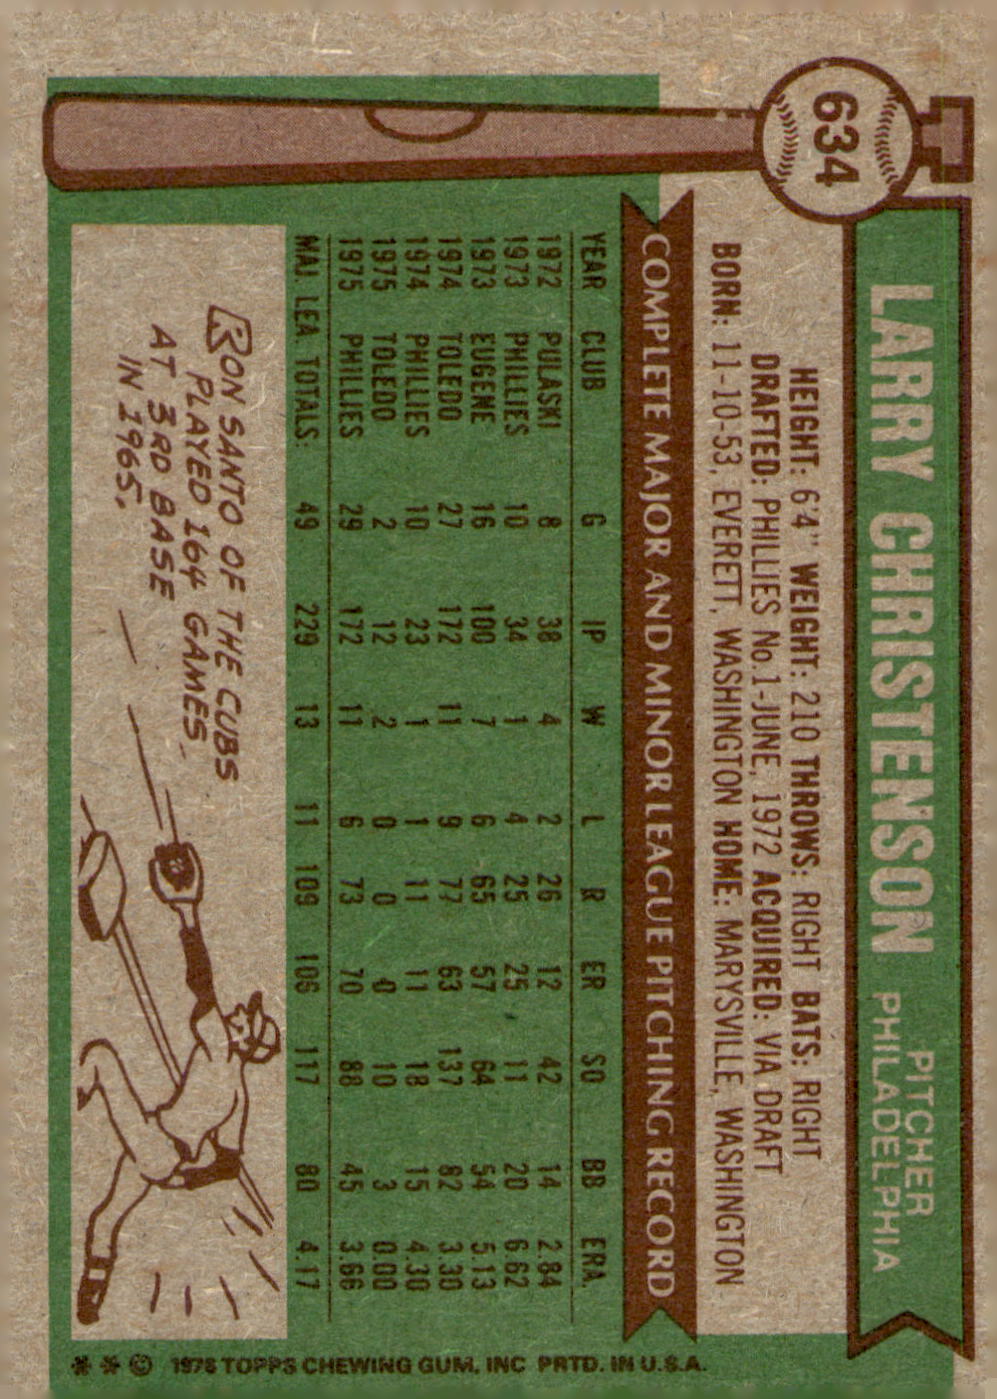 634
LARRY CHRISTENSON
PITCHER
PHILADELPHIA
HEIGHT: 6'4" WEIGHT: 210 THROWS: RIGHT BATS: RIGHT
DRAFTED: PHILLIES No.1-JUNE, 1972 ACQUIRED: VIA DRAFT
BORN: 11-10-53, EVERETT, WASHINGTON HOME: MARYSVILLE, WASHINGTON
COMPLETE MAJOR AND MINOR LEAGUE PITCHING RECORD
YEAR CLUB G IP W L R ER SO BB ERA.
1972 PULASKI 8 38 4 2 26 12 42 14 2.84
1973 PHILLIES 10 34 1 4 25 25 11 20 6.62
1973 EUGENE 16 100 7 6 65 57 64 54 5.13
1974 TOLEDO 27 172 11 9 77 63 137 82 3.30
1974 PHILLIES 10 23 1 1 11 11 18 15 4.30
1975 TOLEDO 2 12 2 0 0 0 10 3 0.00
1975 PHILLIES 29 172 11 6 73 70 88 45 3.66
MAJ. LEA. TOTALS: 49 229 13 11 109 106 117 80 4.17
RON SANTO OF THE CUBS
PLAYED 164 GAMES
AT 3RD BASE
IN 1965.
* * © 1976 TOPPS CHEWING GUM, INC PRTD. IN U.S.A.